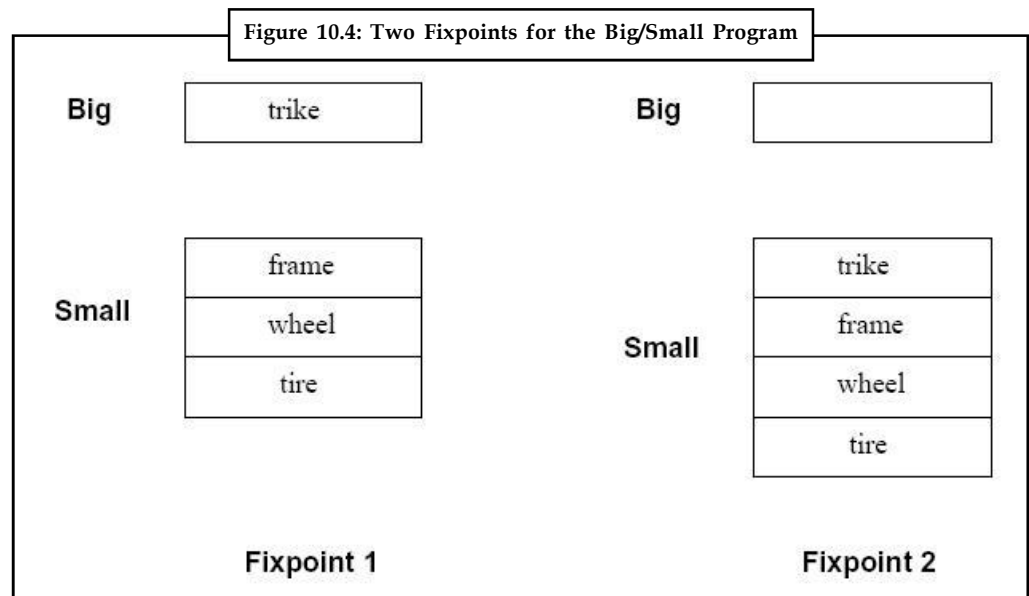 Figure 10.4: Two Fixpoints for the Big/Small Program
Big
trike
Small
frame
wheel
tire
Fixpoint 1
Big
Small
trike
frame
wheel
tire
Fixpoint 2